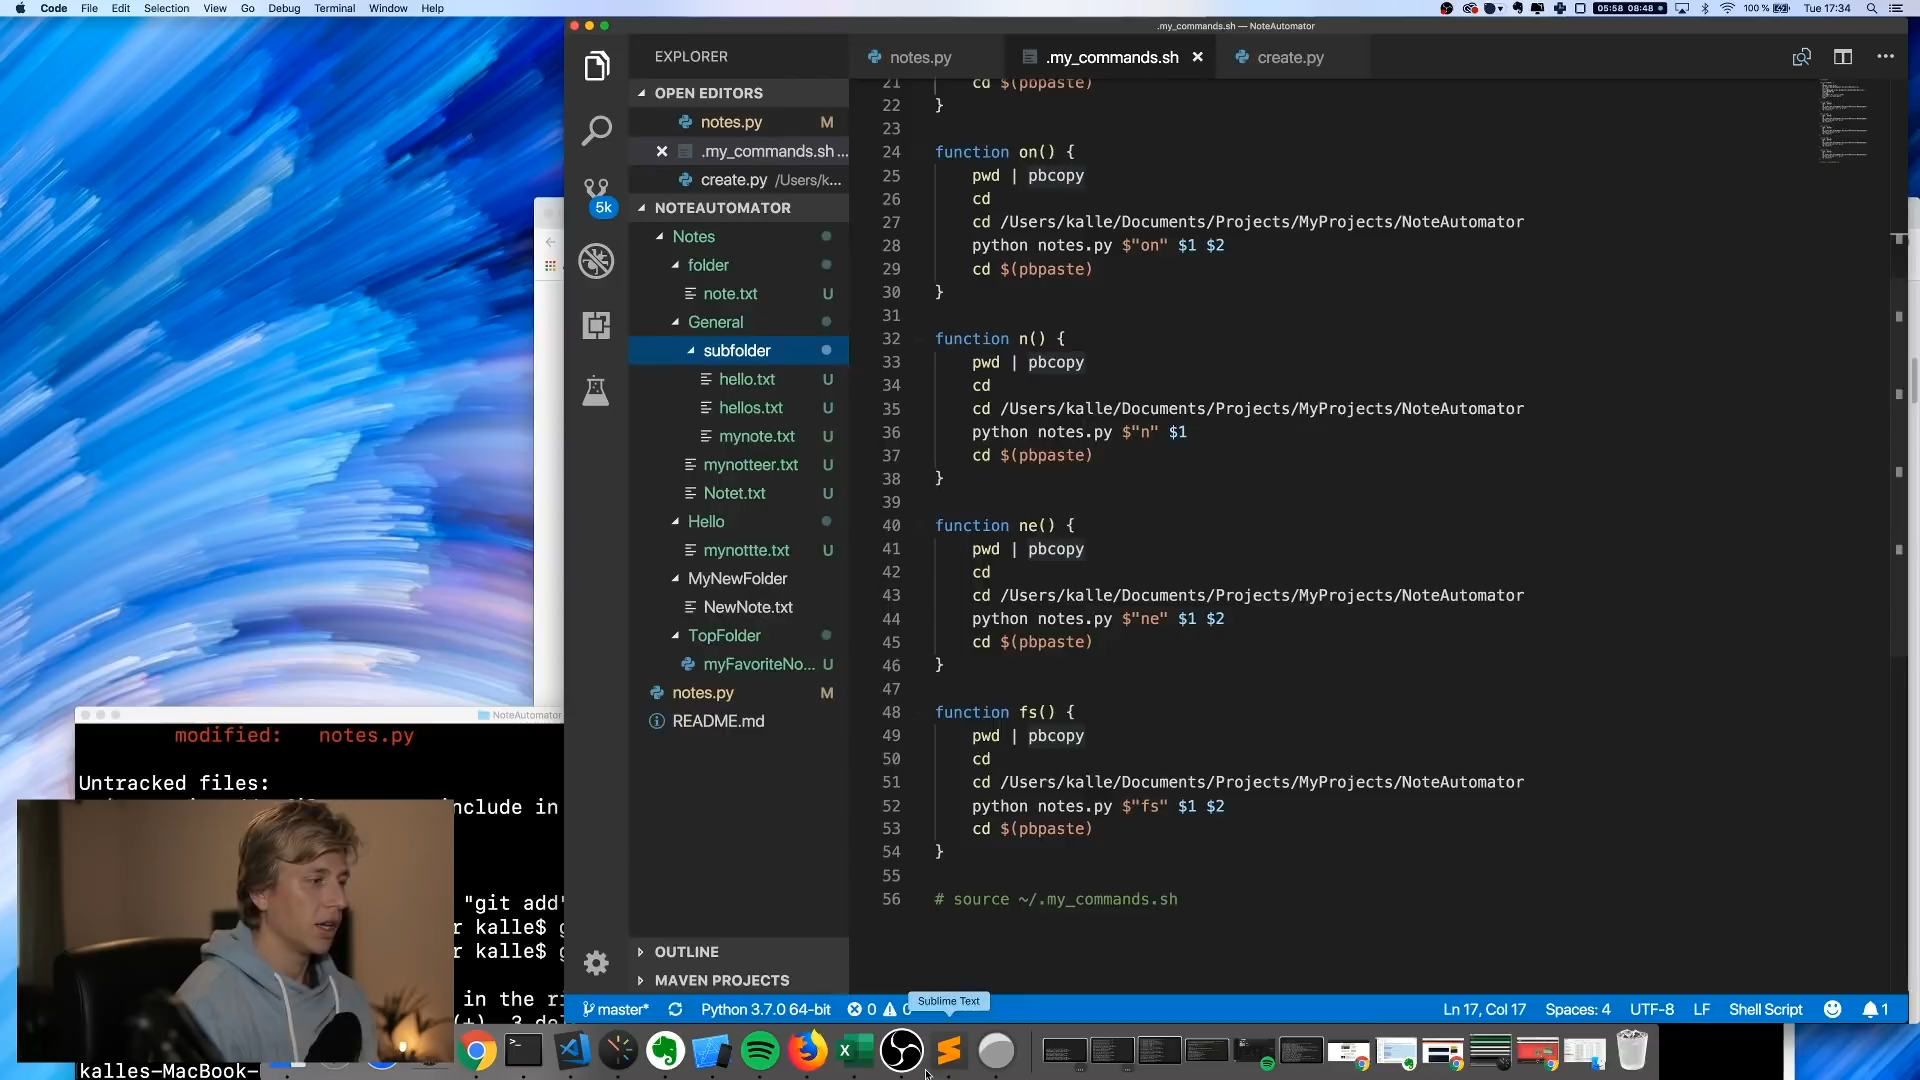 Code File Edit Selection View Go Debug Terminal Window Help
05:58 08:48 100 % Tue 17:34
.my_commands.sh — NoteAutomator
EXPLORER
notes.py
.my_commands.sh
create.py
OPEN EDITORS
notes.py M
.my_commands.sh ...
create.py /Users/k...
5k
NOTEAUTOMATOR
Notes
folder
note.txt U
General
subfolder
hello.txt U
hellos.txt U
mynote.txt U
mynotteer.txt U
Notet.txt U
Hello
mynottte.txt U
MyNewFolder
NewNote.txt
TopFolder
myFavoriteNo... U
notes.py M
README.md
OUTLINE
MAVEN PROJECTS
21 cd $(pbpaste)
22 }
23
24 function on() {
25 pwd | pbcopy
26 cd
27 cd /Users/kalle/Documents/Projects/MyProjects/NoteAutomator
28 python notes.py $"on" $1 $2
29 cd $(pbpaste)
30 }
31
32 function n() {
33 pwd | pbcopy
34 cd
35 cd /Users/kalle/Documents/Projects/MyProjects/NoteAutomator
36 python notes.py $"n" $1
37 cd $(pbpaste)
38 }
39
40 function ne() {
41 pwd | pbcopy
42 cd
43 cd /Users/kalle/Documents/Projects/MyProjects/NoteAutomator
44 python notes.py $"ne" $1 $2
45 cd $(pbpaste)
46 }
47
48 function fs() {
49 pwd | pbcopy
50 cd
51 cd /Users/kalle/Documents/Projects/MyProjects/NoteAutomator
52 python notes.py $"fs" $1 $2
53 cd $(pbpaste)
54 }
55
56 # source ~/.my_commands.sh
NoteAutomator
modified: notes.py
Untracked files:
include in
"git add"
r kalle$ g
r kalle$ g
in the
kalles-MacBook-
master* Python 3.7.0 64-bit 0 0
Sublime Text
Ln 17, Col 17 Spaces: 4 UTF-8 LF Shell Script 1